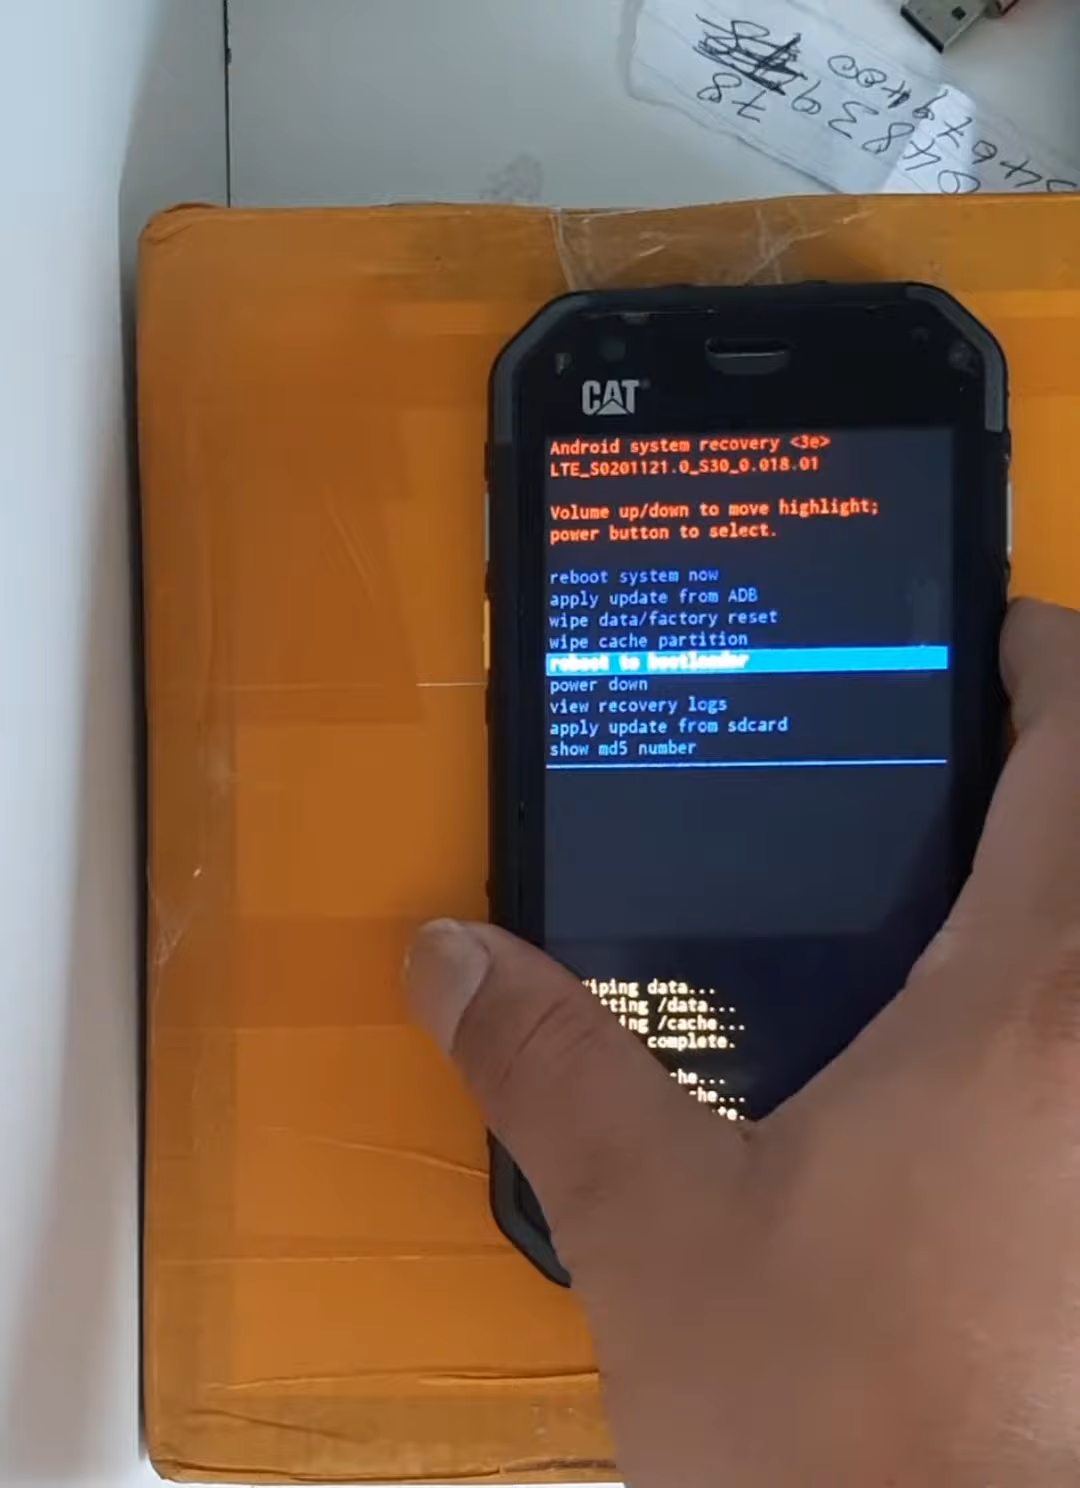 78
CAT
Android system recovery <3e>
LTE_S0201121.0_S30_0.018.01
Volume up/down to move highlight;
power button to select.
reboot system now
apply update from ADB
wipe data/factory reset
wipe cache partition
reboot to bootloader
power down
view recovery logs
apply update from sdcard
show md5 number
data...
/data...
/cache...
complete.